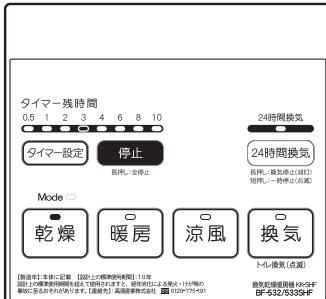 タイマー残時間
0.5 1 2 3 4 6 8 10
24時間換気
タイマー設定
停止
24時間換気
長押し:全停止
長押し:換気停止(消灯)
短押し:一時停止(点滅)
Mode
乾燥
暖房
涼風
換気
トイレ換気(点滅)
【製造年】:本体に記載 【設計上の標準使用期間】:10年
設計上の標準使用期間を超えて使用されますと、経年劣化による発火・けが等の
事故に至るおそれがあります。【連絡先】:高須産業株式会社 0120-775-191
換気乾燥暖房機 KK-SHF
BF-532/533SHF